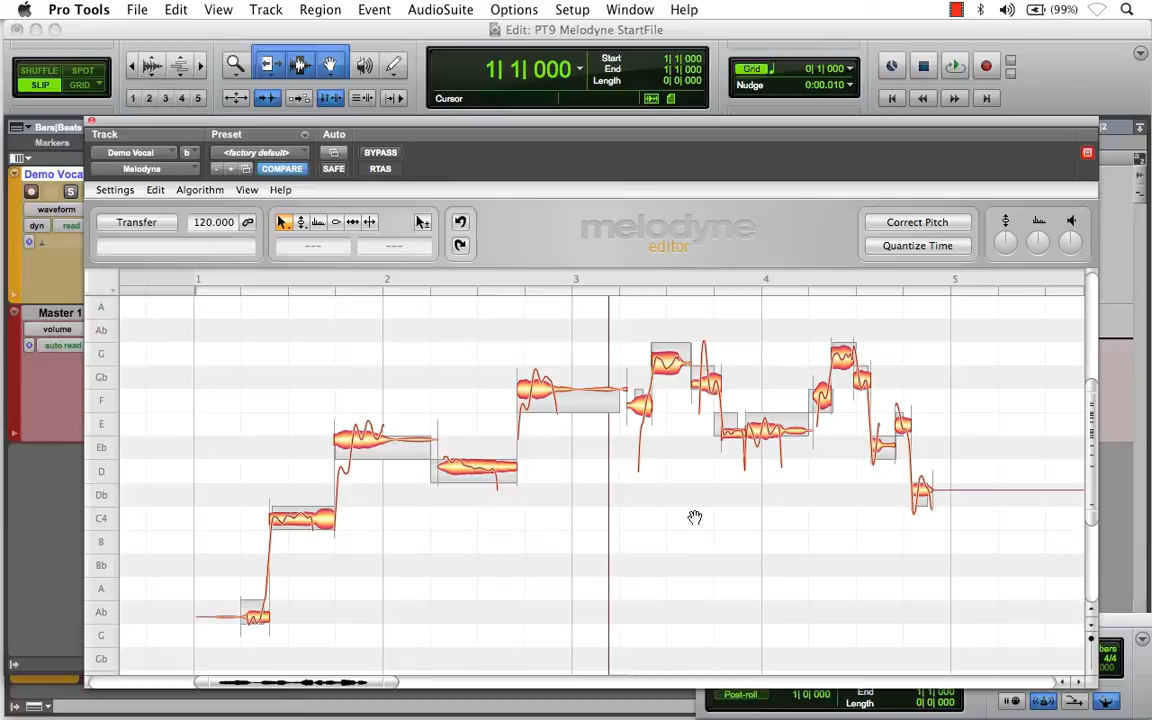 Pro Tools File Edit View Track Region Event AudioSuite Options Setup Window Help (99%)
Edit: PT9 Melodyne StartFile
SHUFFLE SPOT
SLIP GRID
1 2 3 4 5
1| 1| 000
Start 1| 1| 000
End 1| 1| 000
Length 0| 0| 000
Cursor
Grid 0| 1| 000
Nudge 0:00.010
Bars|Beats
Markers
2
Demo Voca
S
waveform
dyn read
Master 1
volume
auto read
Track Preset Auto
Demo Vocal b <factory default> BYPASS
Melodyne - + COMPARE SAFE RTAS
Settings Edit Algorithm View Help
Transfer 120.000
--- ---
melodyne
editor
Correct Pitch
Quantize Time
1 2 3 4 5
A
Ab
G
Gb
F
E
Eb
D
Db
C4
B
Bb
A
Ab
G
Gb
bars
4/4
000
Post-roll 1| 0| 000
End 1| 1| 000
Length 0| 0| 000